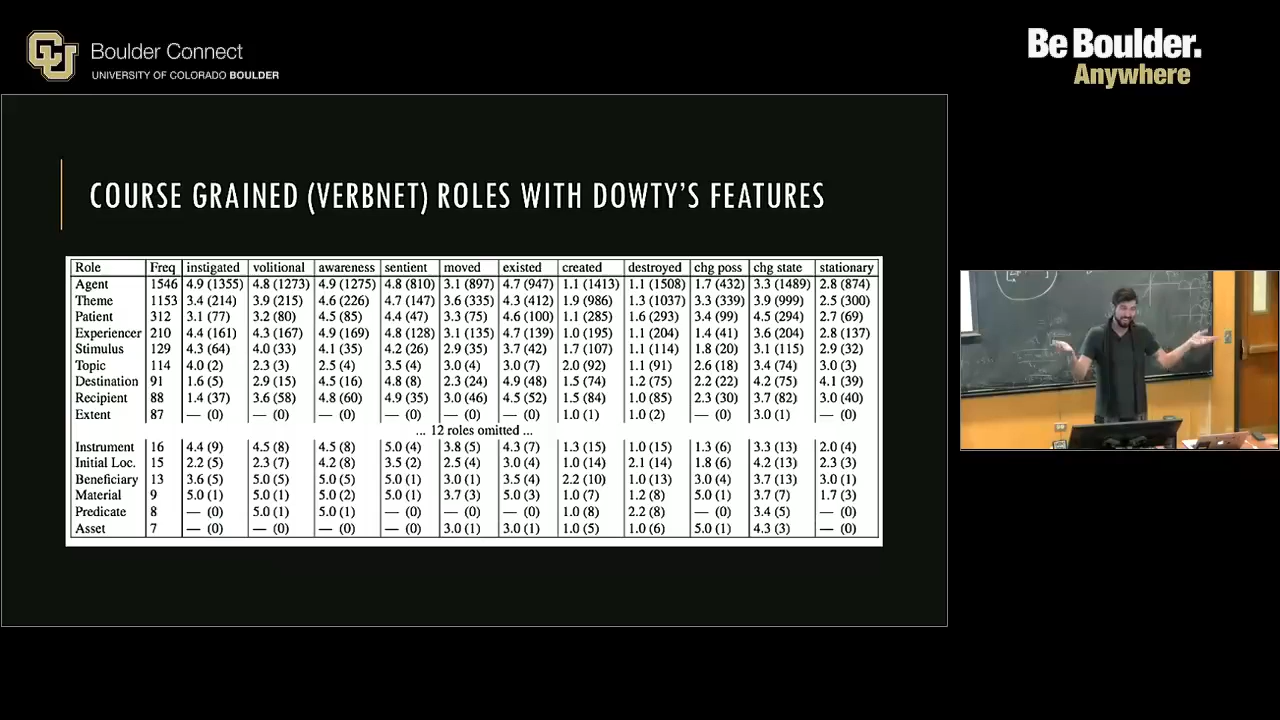 CU
Boulder Connect
UNIVERSITY OF COLORADO BOULDER
Be Boulder.
Anywhere
COURSE GRAINED (VERBNET) ROLES WITH DOWTY'S FEATURES
Role Freq instigated volitional awareness sentient moved existed created destroyed chg poss chg state stationary
Agent 1546 4.9 (1355) 4.8 (1273) 4.9 (1275) 4.8 (810) 3.1 (897) 4.7 (947) 1.1 (1413) 1.1 (1508) 1.7 (432) 3.3 (1489) 2.8 (874)
Theme 1153 3.4 (214) 3.9 (215) 4.6 (226) 4.7 (147) 3.6 (335) 4.3 (412) 1.9 (986) 1.3 (1037) 3.3 (339) 3.9 (999) 2.5 (300)
Patient 312 3.1 (77) 3.2 (80) 4.5 (85) 4.4 (47) 3.3 (75) 4.6 (100) 1.1 (285) 1.6 (293) 3.4 (99) 4.5 (294) 2.7 (69)
Experiencer 210 4.4 (161) 4.3 (167) 4.9 (169) 4.8 (128) 3.1 (135) 4.7 (139) 1.0 (195) 1.1 (204) 1.4 (41) 3.6 (204) 2.8 (137)
Stimulus 129 4.3 (64) 4.0 (33) 4.1 (35) 4.2 (26) 2.9 (35) 3.7 (42) 1.7 (107) 1.1 (114) 1.8 (20) 3.1 (115) 2.9 (32)
Topic 114 4.0 (2) 2.3 (3) 2.5 (4) 3.5 (4) 3.0 (4) 3.0 (7) 2.0 (92) 1.1 (91) 2.6 (18) 3.4 (74) 3.0 (3)
Destination 91 1.6 (5) 2.9 (15) 4.5 (16) 4.8 (8) 2.3 (24) 4.9 (48) 1.5 (74) 1.2 (75) 2.2 (22) 4.2 (75) 4.1 (39)
Recipient 88 1.4 (37) 3.6 (58) 4.8 (60) 4.9 (35) 3.0 (46) 4.5 (52) 1.5 (84) 1.0 (85) 2.3 (30) 3.7 (82) 3.0 (40)
Extent 87 — (0) — (0) — (0) — (0) — (0) — (0) 1.0 (1) 1.0 (2) — (0) 3.0 (1) — (0)
... 12 roles omitted ...
Instrument 16 4.4 (9) 4.5 (8) 4.5 (8) 5.0 (4) 3.8 (5) 4.3 (7) 1.3 (15) 1.0 (15) 1.3 (6) 3.3 (13) 2.0 (4)
Initial Loc. 15 2.2 (5) 2.3 (7) 4.2 (8) 3.5 (2) 2.5 (4) 3.0 (4) 1.0 (14) 2.1 (14) 1.8 (6) 4.2 (13) 2.3 (3)
Beneficiary 13 3.6 (5) 5.0 (5) 5.0 (5) 5.0 (1) 3.0 (1) 3.5 (4) 2.2 (10) 1.0 (13) 3.0 (4) 3.7 (13) 3.0 (1)
Material 9 5.0 (1) 5.0 (1) 5.0 (2) 5.0 (1) 3.7 (3) 5.0 (3) 1.0 (7) 1.2 (8) 5.0 (1) 3.7 (7) 1.7 (3)
Predicate 8 — (0) 5.0 (1) 5.0 (1) — (0) — (0) — (0) 1.0 (8) 2.2 (8) — (0) 3.4 (5) — (0)
Asset 7 — (0) — (0) — (0) — (0) 3.0 (1) 3.0 (1) 1.0 (5) 1.0 (6) 5.0 (1) 4.3 (3) — (0)